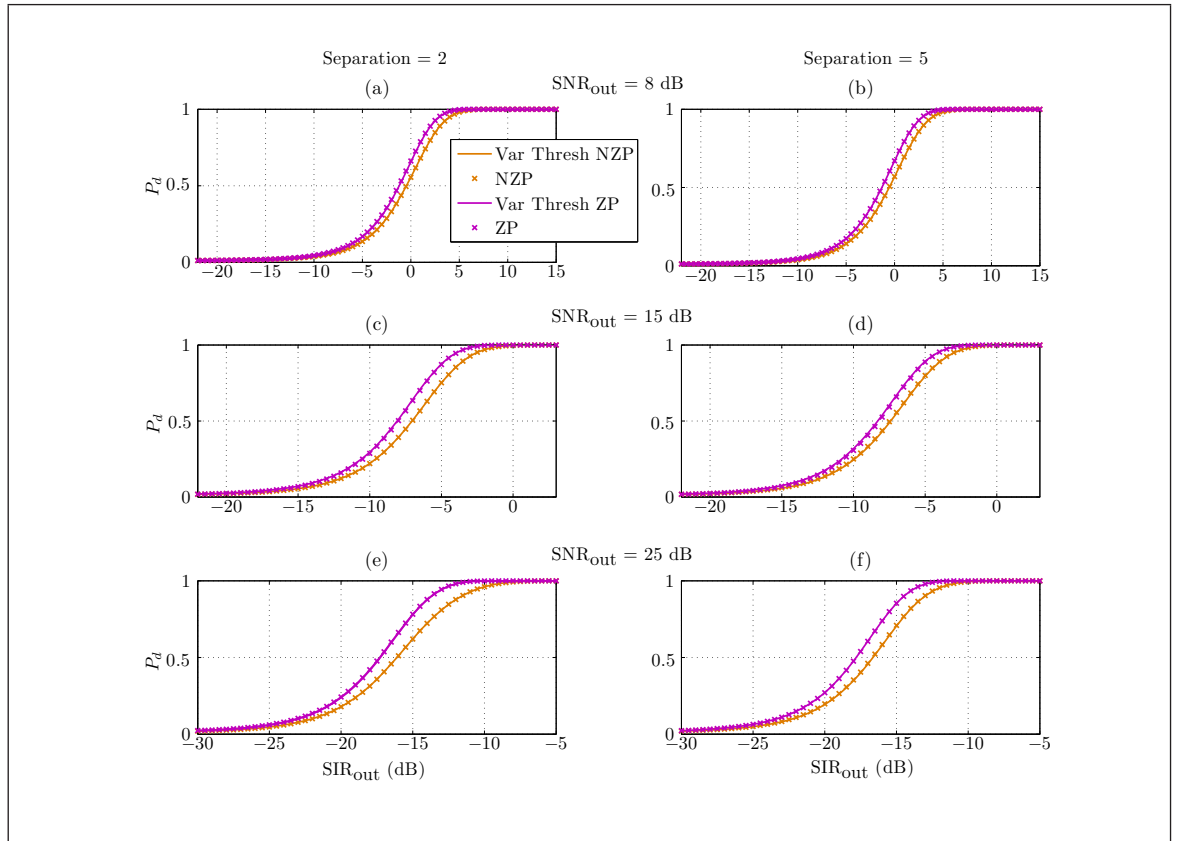 Separation = 2
Separation = 5
(a)
SNRout = 8 dB
(b)
1
0.5
0
Pd
−20 −15 −10 −5 0 5 10 15
Var Thresh NZP
NZP
Var Thresh ZP
ZP
1
0.5
0
−20 −15 −10 −5 0 5 10 15
(c)
SNRout = 15 dB
(d)
1
0.5
0
Pd
−20 −15 −10 −5 0
1
0.5
0
−20 −15 −10 −5 0
(e)
SNRout = 25 dB
(f)
1
0.5
0
Pd
−30 −25 −20 −15 −10 −5
SIRout (dB)
1
0.5
0
−30 −25 −20 −15 −10 −5
SIRout (dB)